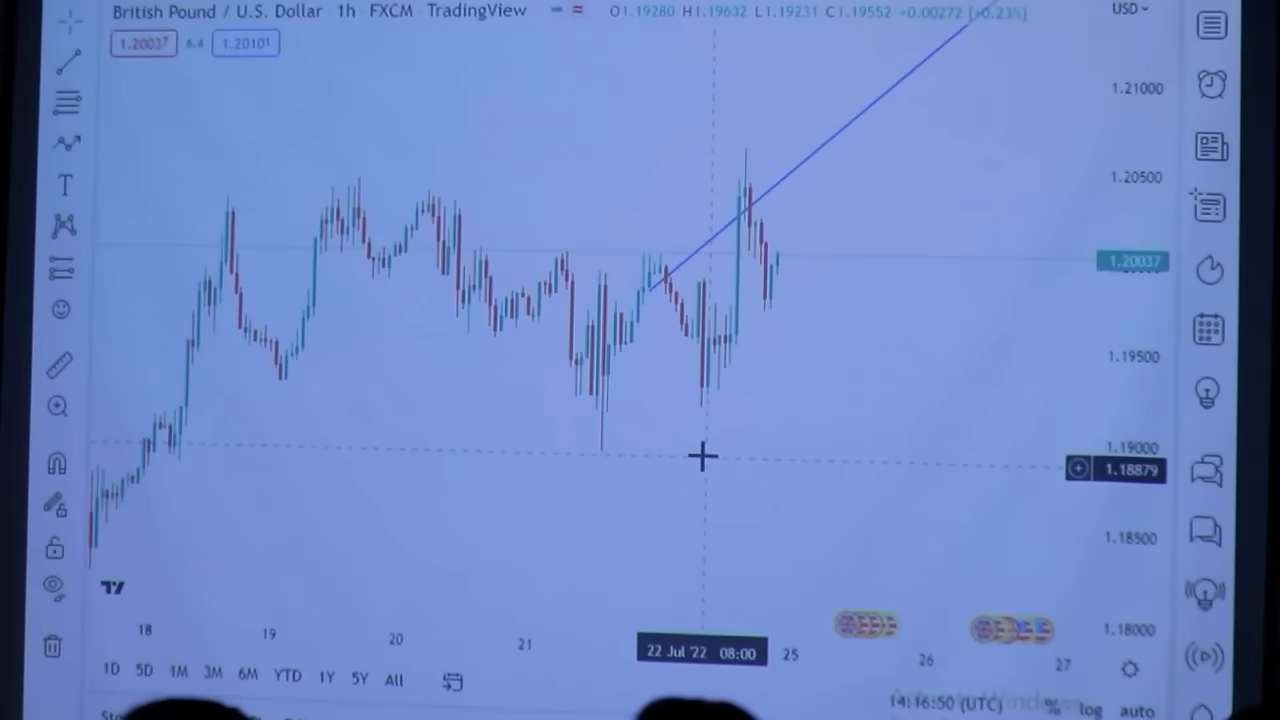 British Pound / U.S. Dollar 1h FXCM TradingView O1.19280 H1.19632 L1.19231 C1.19552 +0.00272 (+0.23%) USD
1.20037 6.4 1.20101
1.21000
1.20500
1.20037
1.19500
1.19000
1.18879
1.18500
1.18000
18 19 20 21 22 Jul '22 08:00 25 26 27
1D 5D 1M 3M 6M YTD 1Y 5Y All
14:16:50 (UTC) % log auto